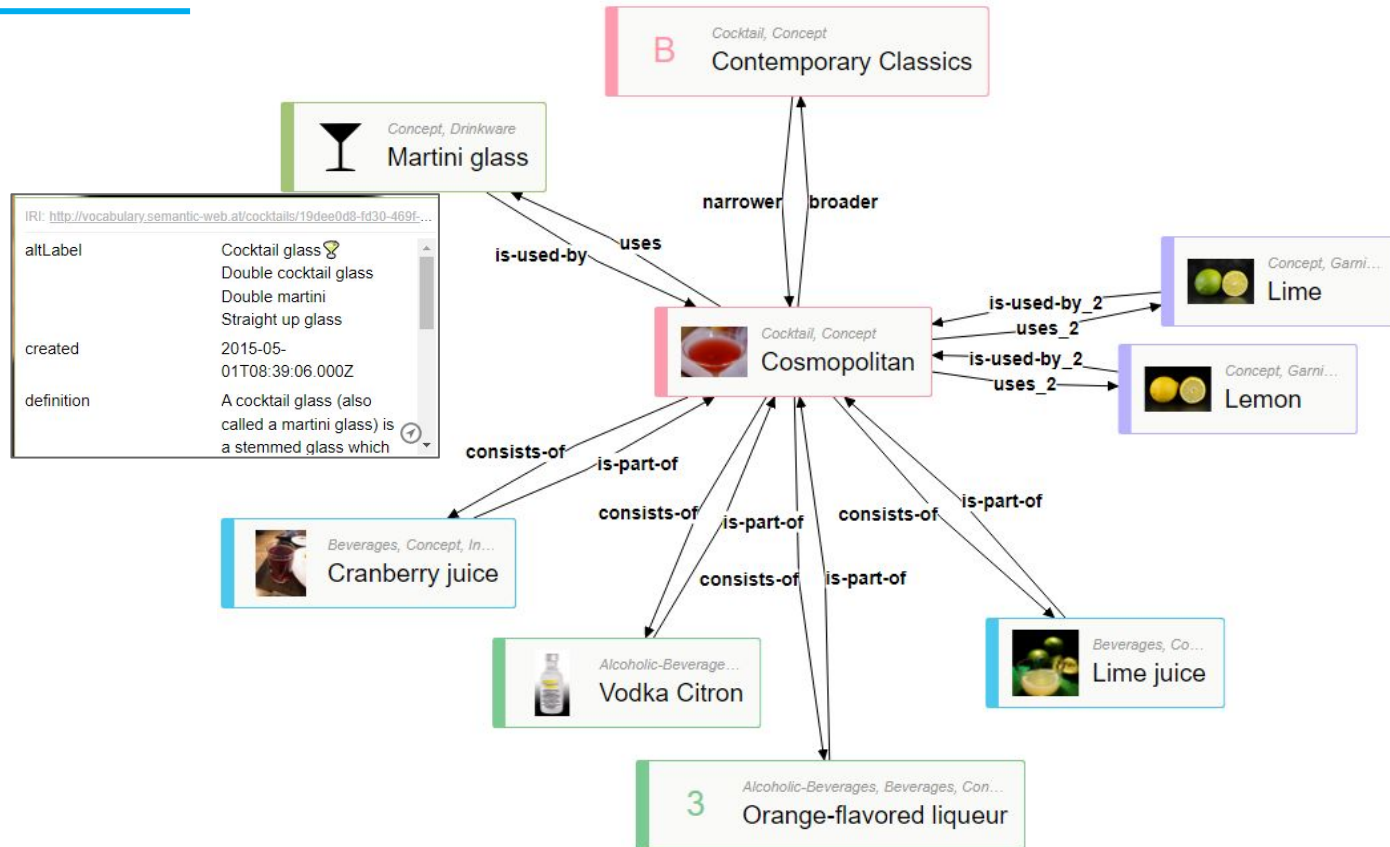 B
Cocktail, Concept
Contemporary Classics
Concept, Drinkware
Martini glass
narrower
broader
IRI: http://vocabulary.semantic-web.at/cocktails/19dee0d8-fd30-469f-...
altLabel
Cocktail glass
Double cocktail glass
Double martini
Straight up glass
created
2015-05-
01T08:39:06.000Z
definition
A cocktail glass (also
called a martini glass) is
a stemmed glass which
is-used-by
uses
Cocktail, Concept
Cosmopolitan
is-used-by_2
uses_2
Concept, Garni...
Lime
is-used-by_2
uses_2
Concept, Garni...
Lemon
consists-of
is-part-of
consists-of
is-part-of
consists-of
is-part-of
consists-of
is-part-of
Beverages, Concept, In...
Cranberry juice
Alcoholic-Beverage...
Vodka Citron
Beverages, Co...
Lime juice
3
Alcoholic-Beverages, Beverages, Con...
Orange-flavored liqueur